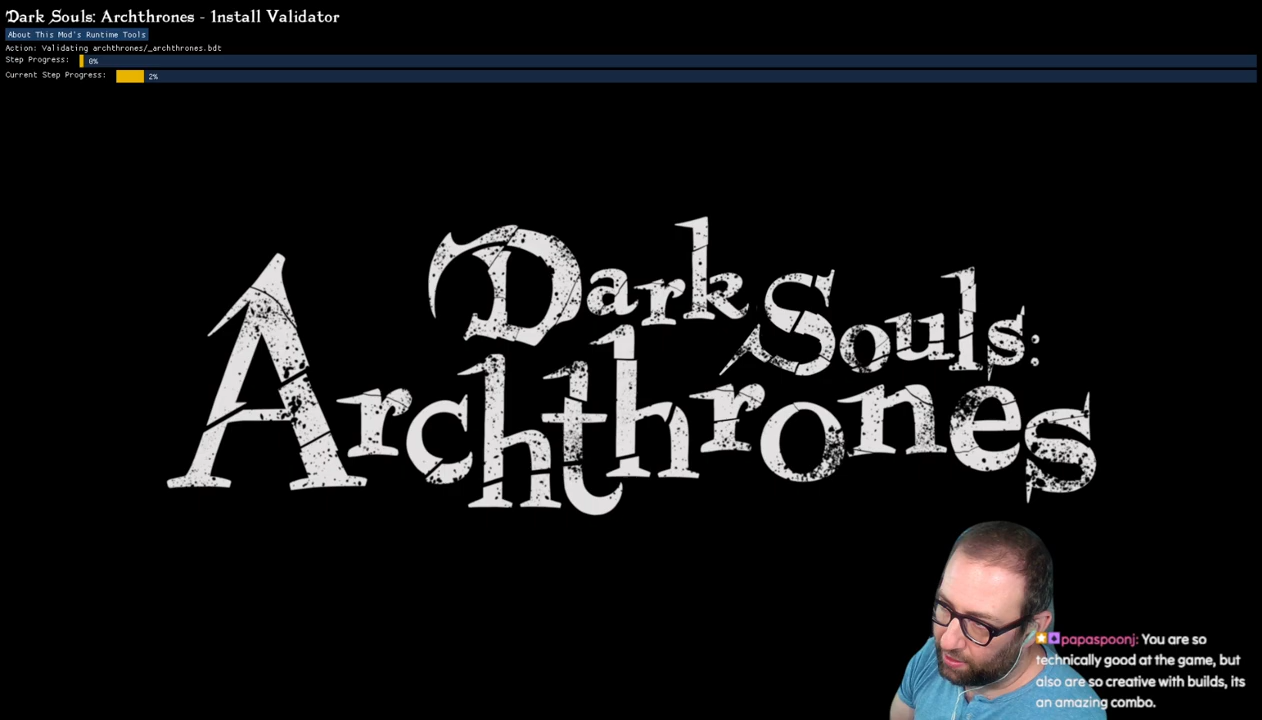 Dark Souls: Archthrones - Install Validator
About This Mod's Runtime Tools
Action: Validating archthrones/_archthrones.bdt
Step Progress: 0%
Current Step Progress: 2%
Dark Souls:
Archthrones
papaspoonj: You are so
technically good at the game, but
also are so creative with builds, its
an amazing combo.